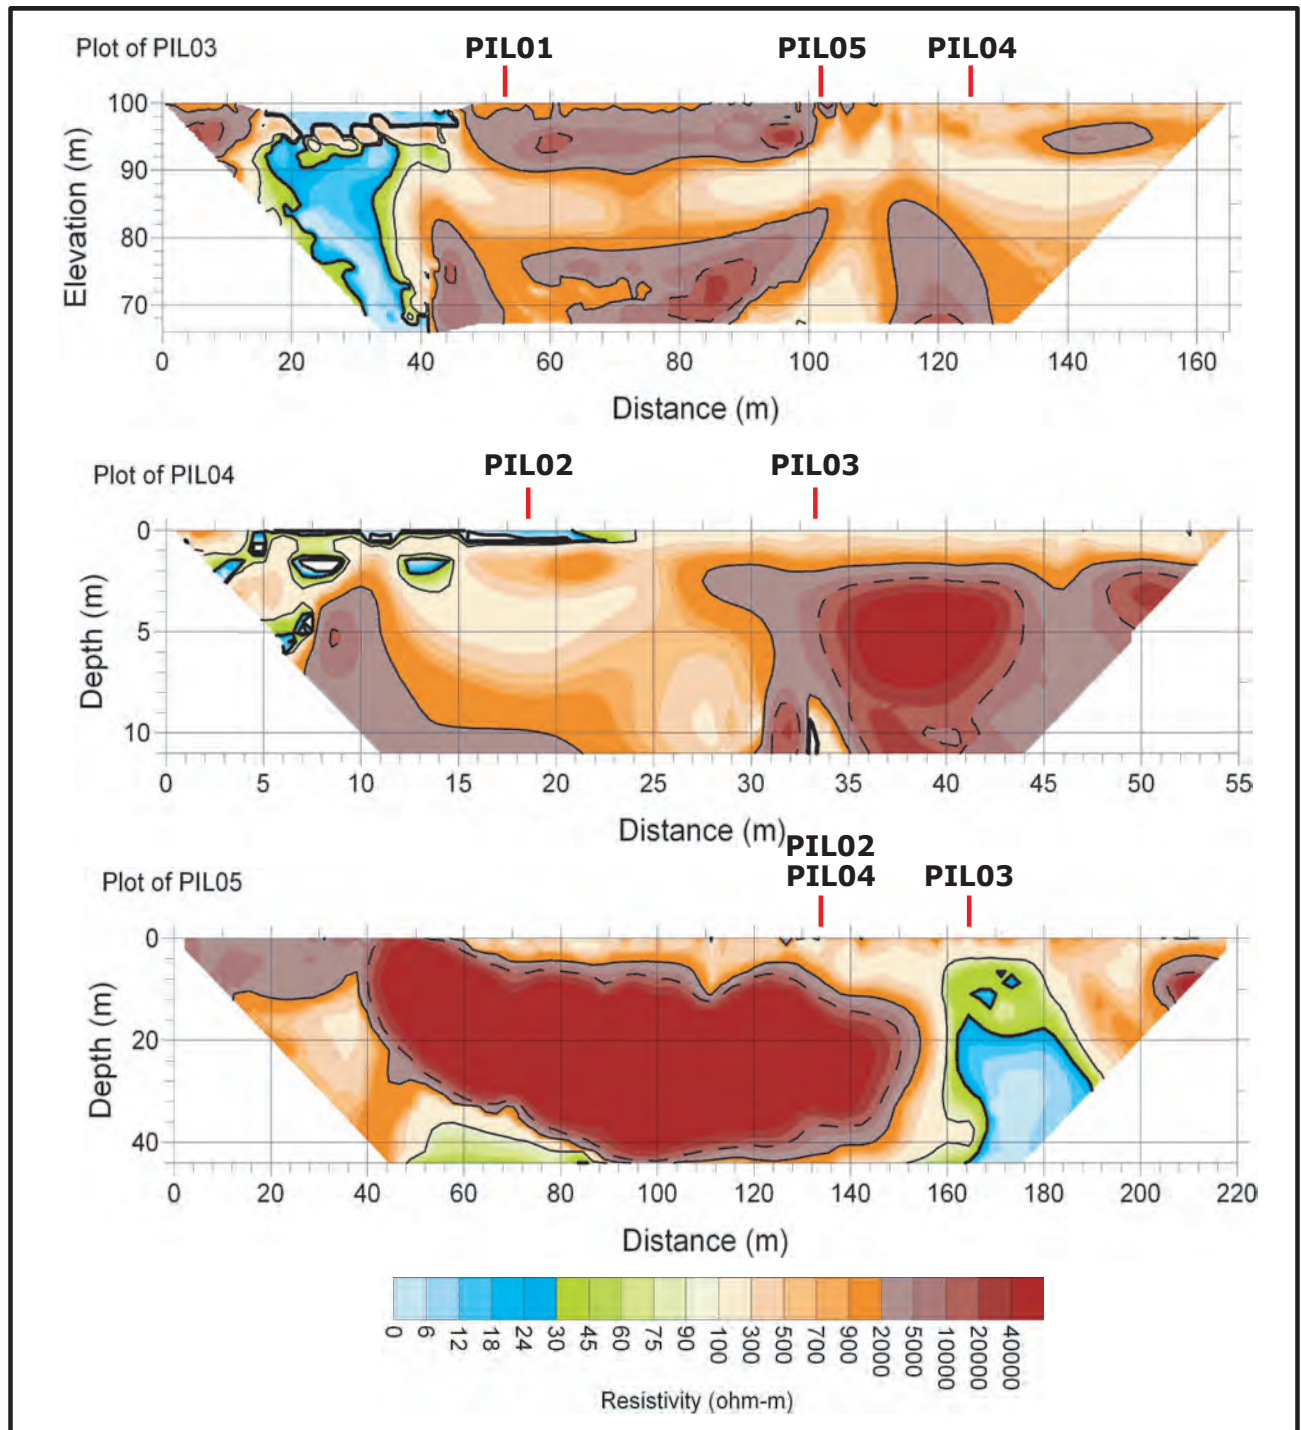 Plot of PIL03
PIL01 PIL05 PIL04
100
90
80
70
Elevation (m)
0 20 40 60 80 100 120 140 160
Distance (m)
Plot of PIL04
PIL02 PIL03
0
5
10
Depth (m)
0 5 10 15 20 25 30 35 40 45 50 55
Distance (m)
Plot of PIL05
PIL02
PIL04 PIL03
0
20
40
Depth (m)
0 20 40 60 80 100 120 140 160 180 200 220
Distance (m)
0 6 12 18 24 30 45 60 75 90 100 300 500 700 900 2000 5000 10000 20000 40000
Resistivity (ohm-m)